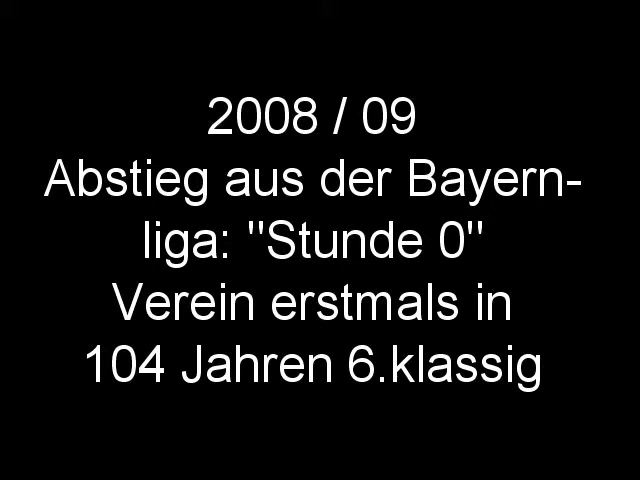 2008 / 09
Abstieg aus der Bayern-
liga: "Stunde 0"
Verein erstmals in
104 Jahren 6.klassig